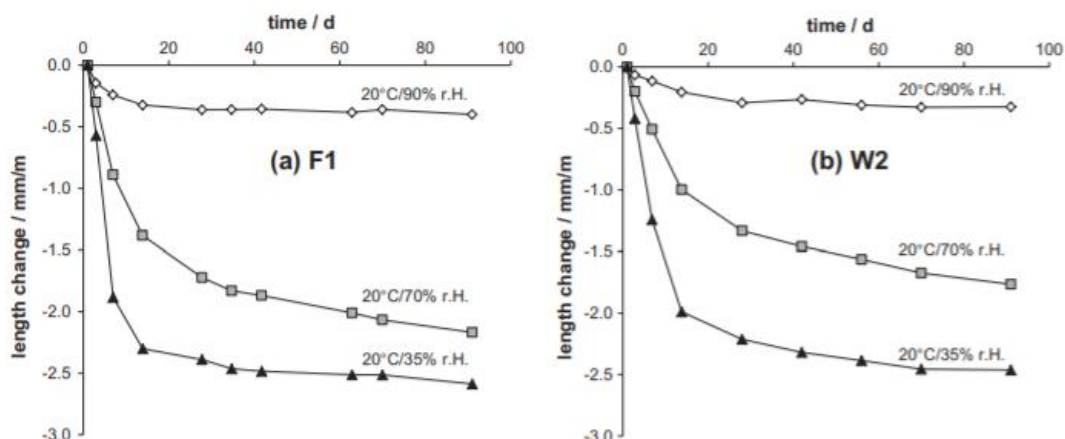 time / d
0 20 40 60 80 100
0.0
-0.5
-1.0
-1.5
-2.0
-2.5
-3.0
length change / mm/m
20°C/90% r.H.
(a) F1
20°C/70% r.H.
20°C/35% r.H.
time / d
0 20 40 60 80 100
0.0
-0.5
-1.0
-1.5
-2.0
-2.5
-3.0
length change / mm/m
20°C/90% r.H.
(b) W2
20°C/70% r.H.
20°C/35% r.H.